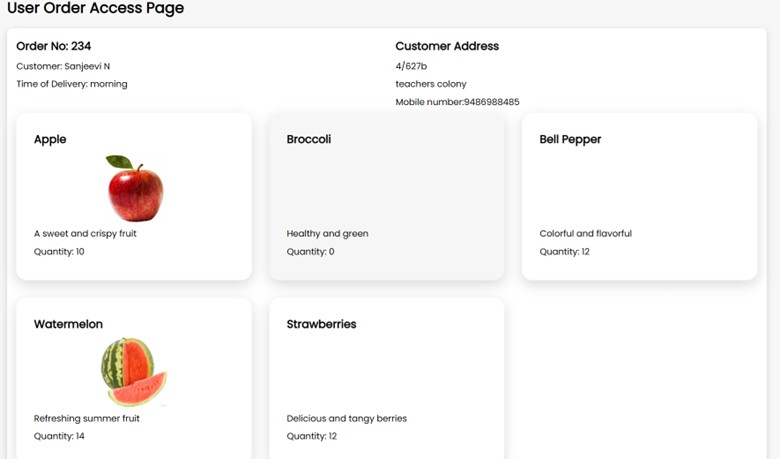 User Order Access Page
Order No: 234
Customer: Sanjeevi N
Time of Delivery: morning
Customer Address
4/627b
teachers colony
Mobile number:9486988485
Apple
A sweet and crispy fruit
Quantity: 10
Broccoli
Healthy and green
Quantity: 0
Bell Pepper
Colorful and flavorful
Quantity: 12
Watermelon
Refreshing summer fruit
Quantity: 14
Strawberries
Delicious and tangy berries
Quantity: 12